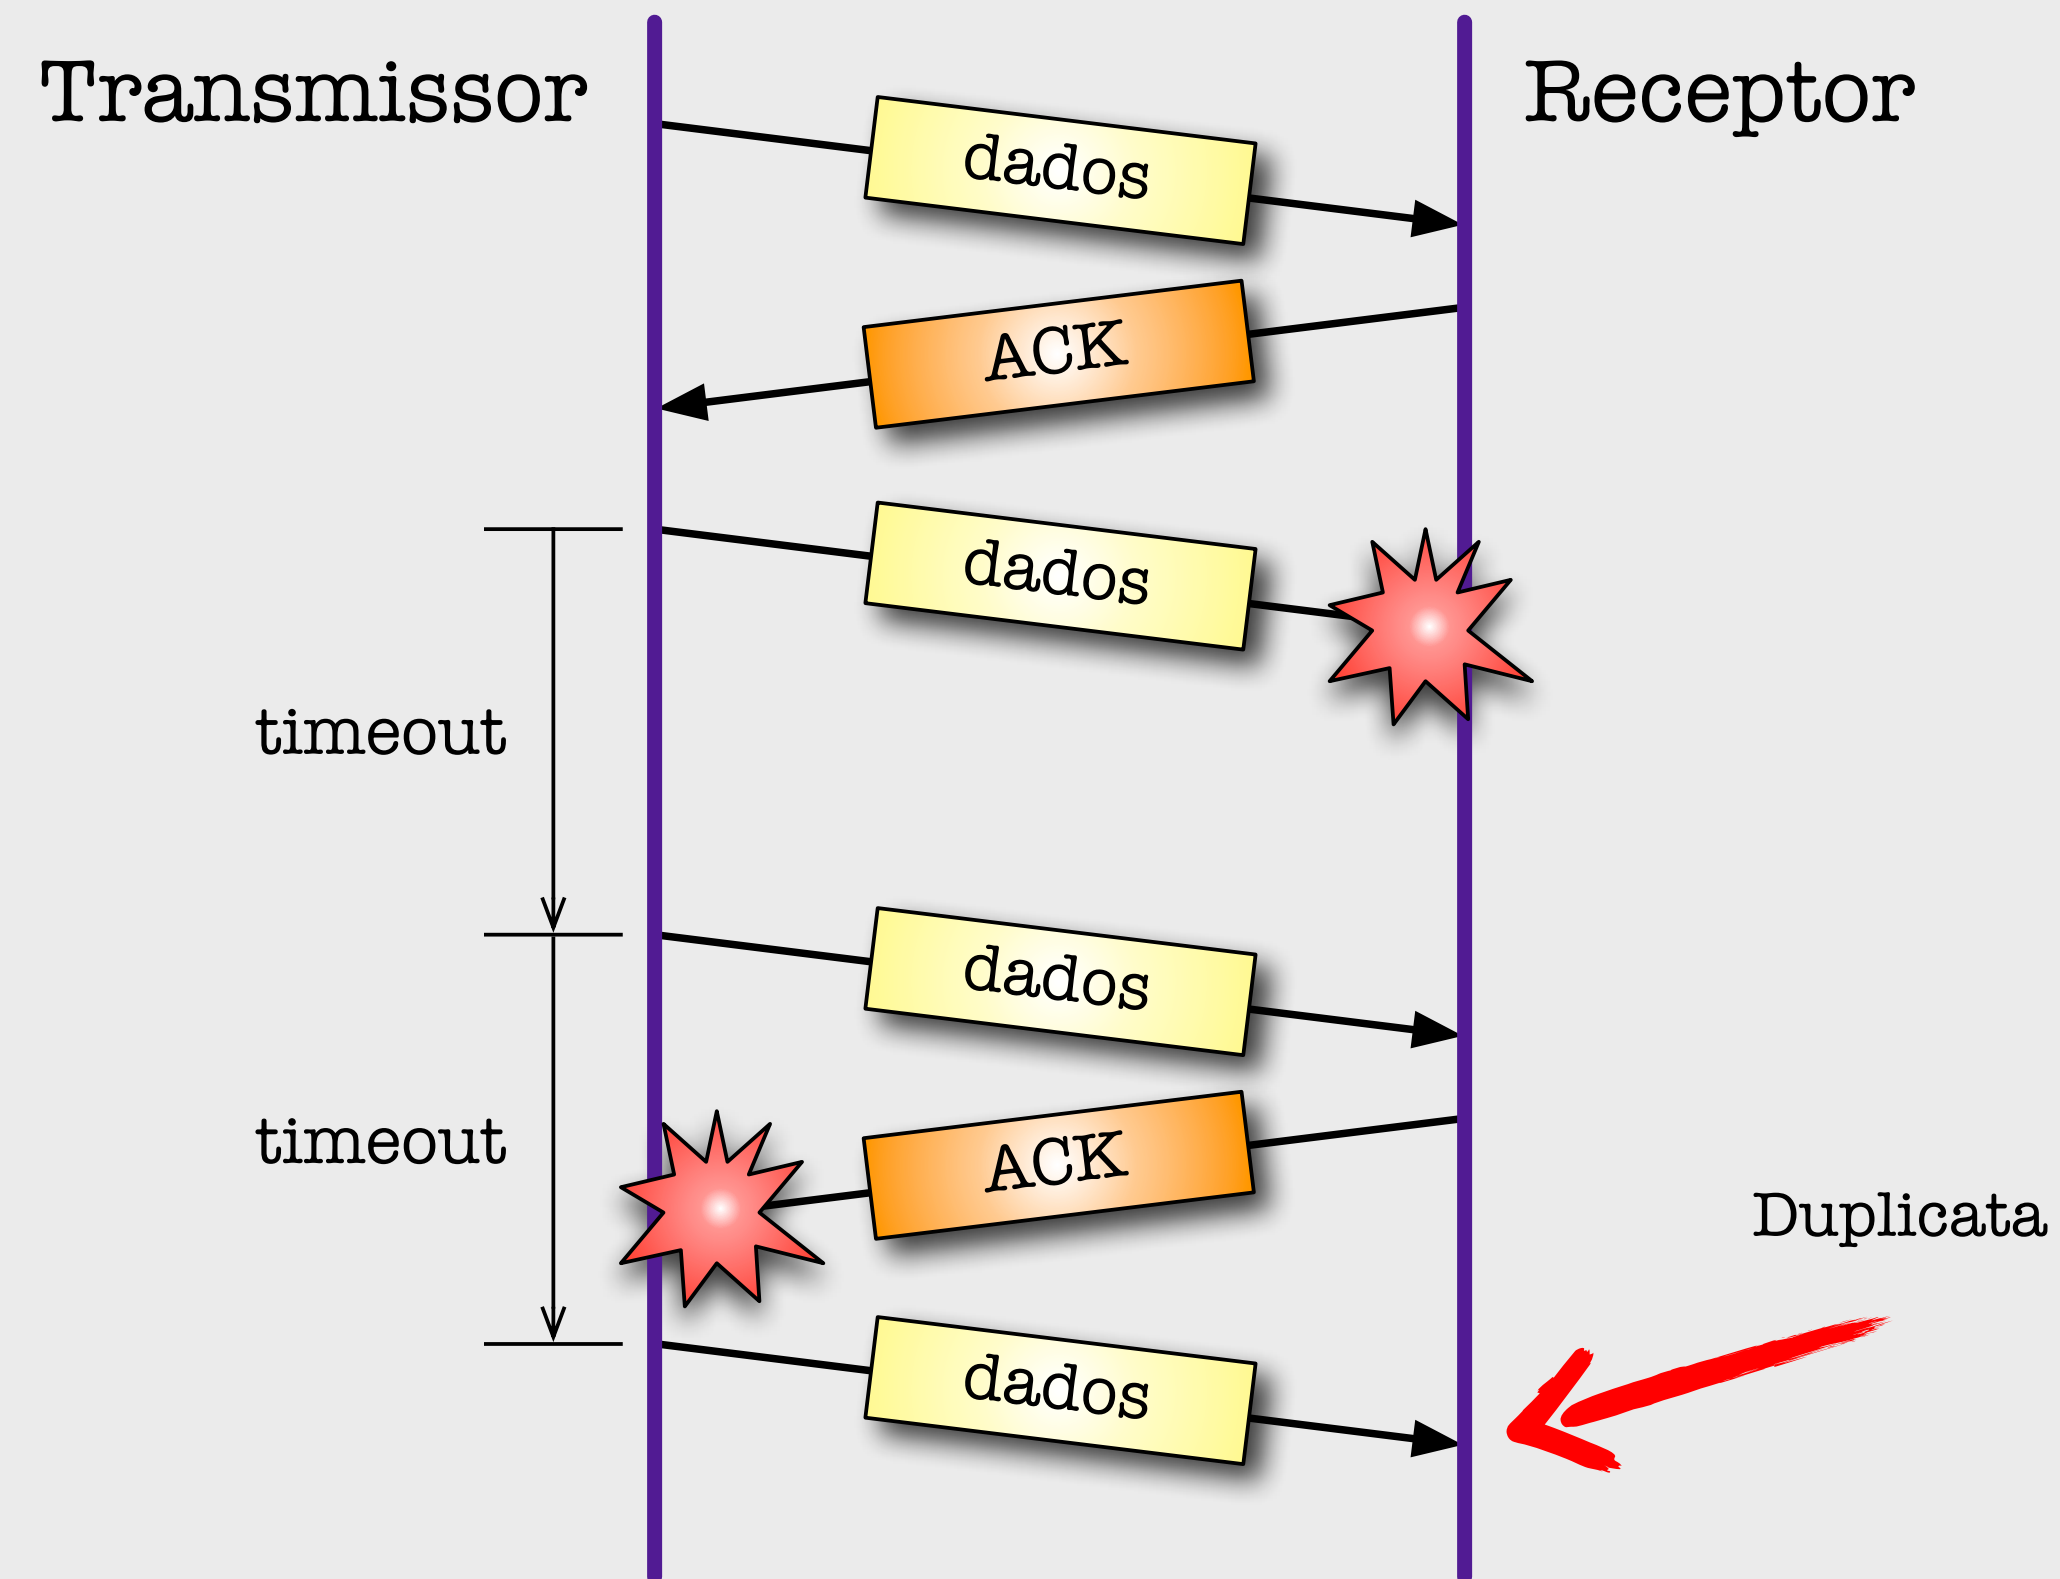 Transmissor
Receptor
dados
ACK
dados
timeout
dados
timeout
ACK
Duplicata
dados